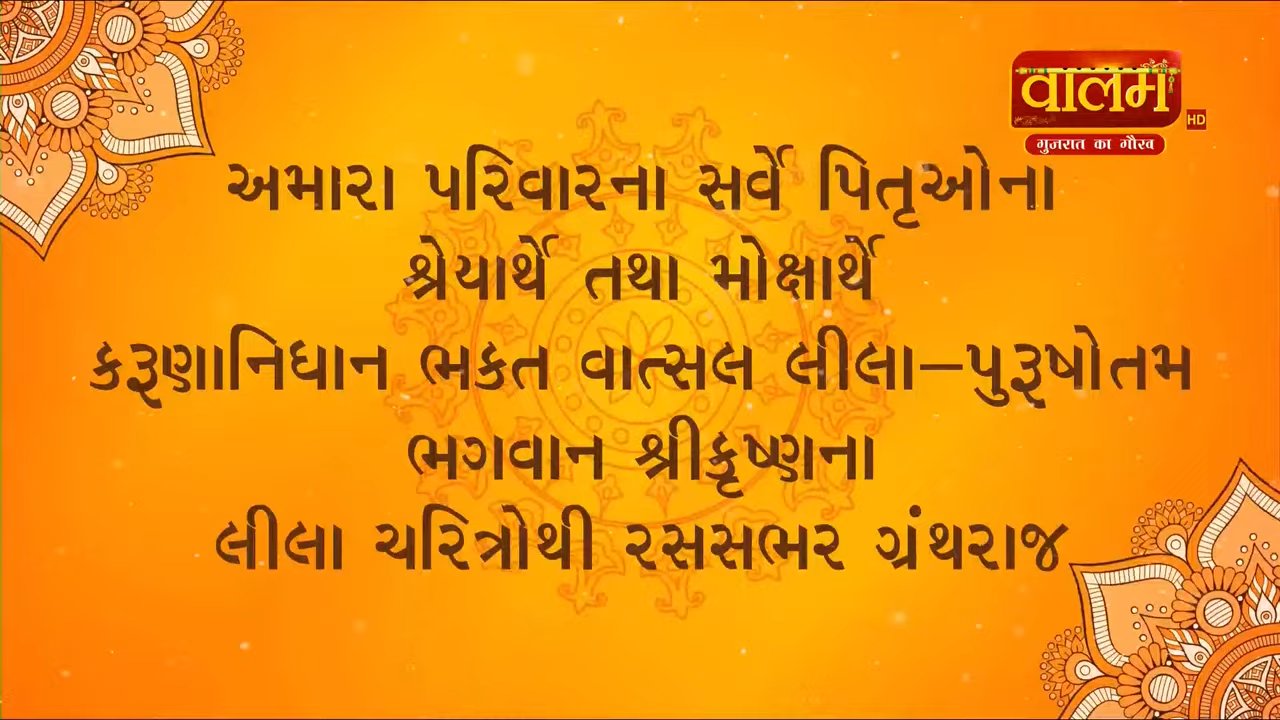 वालम
HD
गुजरात का गौरव
અમારા પરિવારના સર્વે પિતૃઓના
શ્રેયાર્થે તથા મોક્ષાર્થે
કરૂણાનિધાન ભકત વાત્સલ લીલા–પુરૂષોતમ
ભગવાન શ્રીકૃષ્ણના
લીલા ચરિત્રોથી રસસભર ગ્રંથરાજ